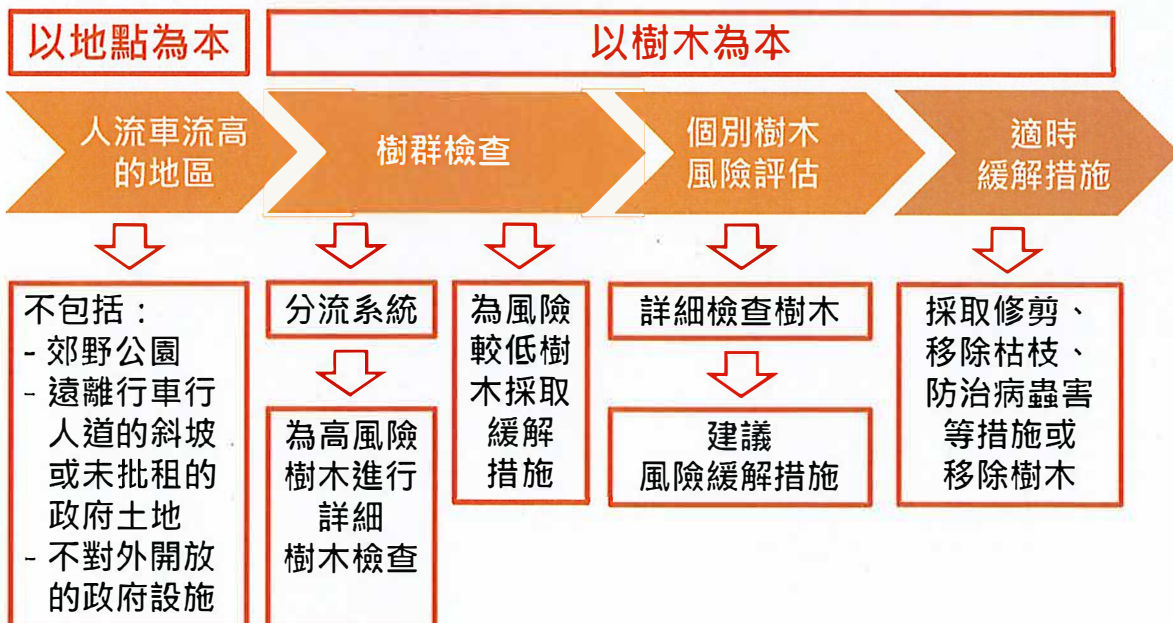 以地點為本
以樹木為本
人流車流高
的地區
樹群檢查
個別樹木
風險評估
適時
緩解措施
不包括：
- 郊野公園
- 遠離行車行
人道的斜坡
或未批租的
政府土地
- 不對外開放
的政府設施
分流系統
為高風險
樹木進行
詳細
樹木檢查
為風險
較低樹
木採取
緩解
措施
詳細檢查樹木
建議
風險緩解措施
採取修剪、
移除枯枝、
防治病蟲害
等措施或
移除樹木